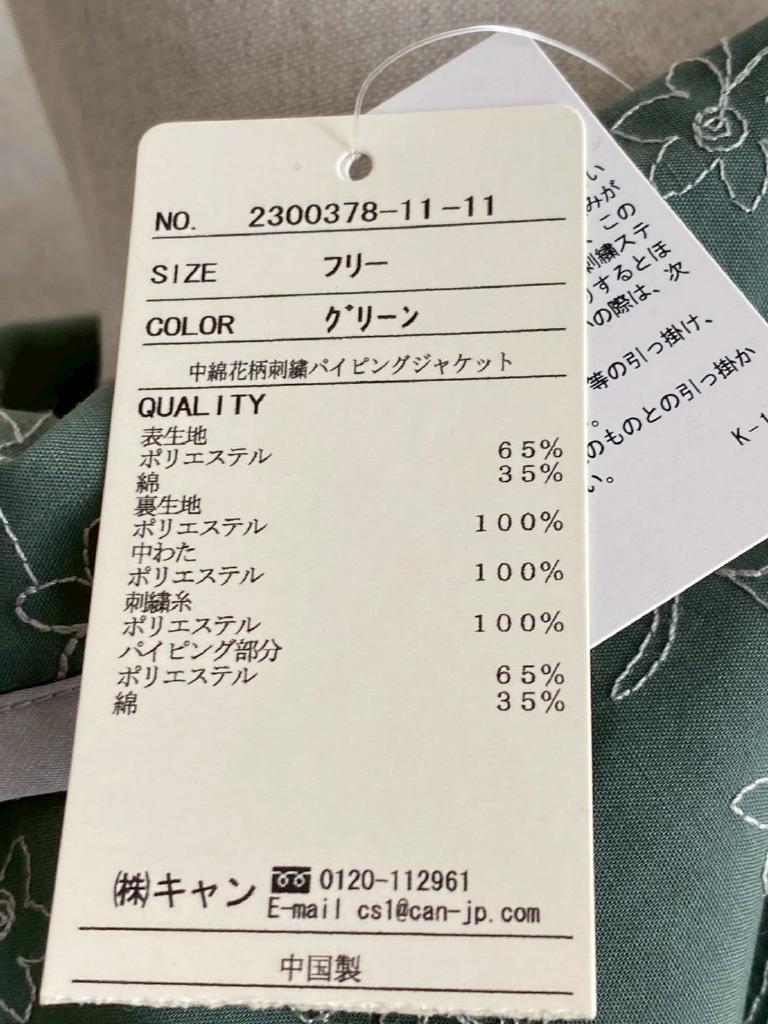 NO. 2300378-11-11
SIZE フリー
COLOR グリーン
中綿花柄刺繍パイピングジャケット
QUALITY
表生地
ポリエステル 65%
綿 35%
裏生地
ポリエステル 100%
中わた
ポリエステル 100%
刺繍糸
ポリエステル 100%
パイピング部分
ポリエステル 65%
綿 35%
㈱キャン 0120-112961
E-mail cs1@can-jp.com
中国製
い
みが
、この
刺繍ステ
りするとほ
の際は、次
等の引っ掛け、
のものとの引っ掛か
い。
K-1